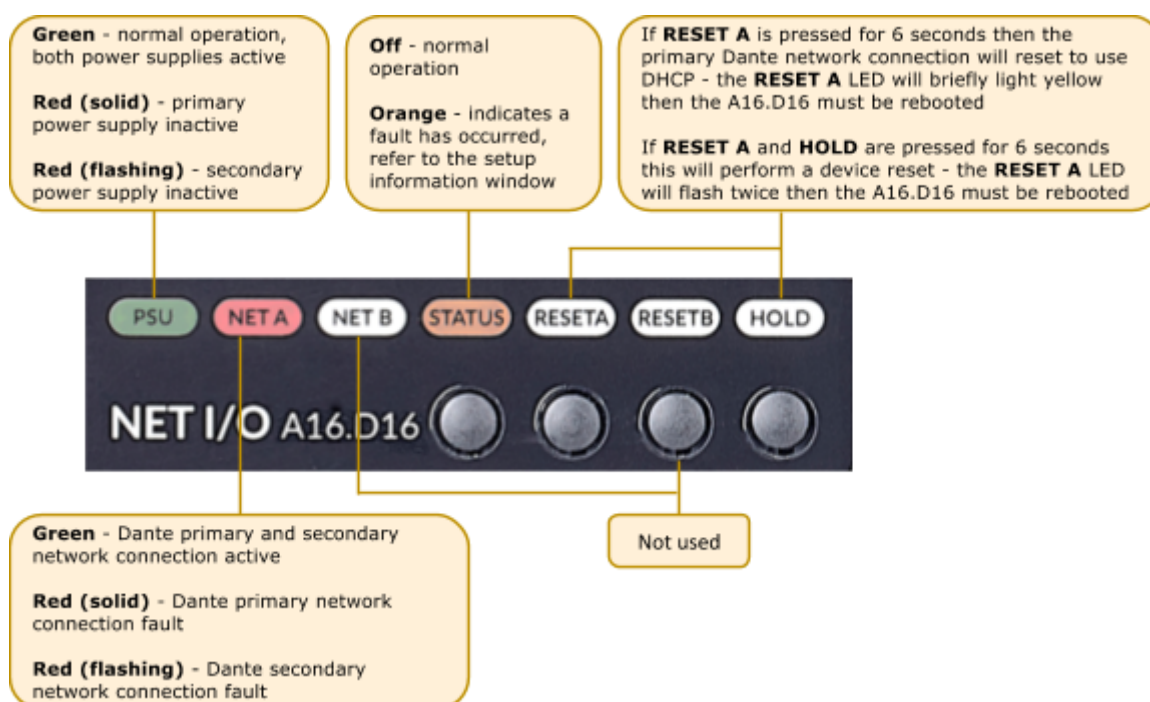 Green - normal operation,
both power supplies active
Red (solid) - primary
power supply inactive
Red (flashing) - secondary
power supply inactive
Off - normal
operation
Orange - indicates a
fault has occurred,
refer to the setup
information window
If RESET A is pressed for 6 seconds then the
primary Dante network connection will reset to use
DHCP - the RESET A LED will briefly light yellow
then the A16.D16 must be rebooted
If RESET A and HOLD are pressed for 6 seconds
this will perform a device reset - the RESET A LED
will flash twice then the A16.D16 must be rebooted
PSU NET A NET B STATUS RESETA RESETB HOLD
NET I/O A16.D16
Green - Dante primary and secondary
network connection active
Red (solid) - Dante primary network
connection fault
Red (flashing) - Dante secondary
network connection fault
Not used